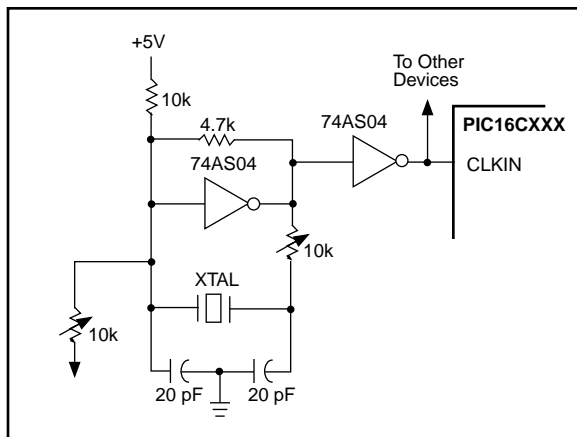 +5V
To Other
Devices
10k
4.7k
74AS04
PIC16CXXX
74AS04
CLKIN
10k
XTAL
10k
20 pF
20 pF